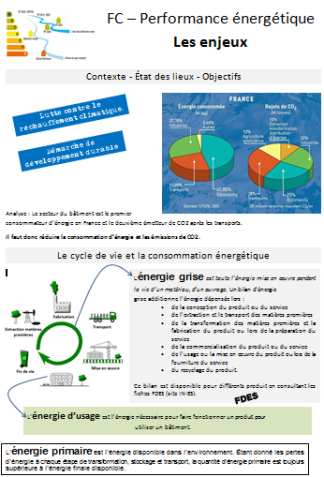 FC – Performance énergétique
Les enjeux
Contexte - État des lieux - Objectifs
Lutte contre le
réchauffement climatique.
Démarche de
développement durable
FRANCE
Énergie consommée
Rejets de CO2
Analyse : Le secteur du bâtiment est le premier
consommateur d'énergie en France et le deuxième émetteur de CO2 après les transports.
Il faut donc réduire la consommation d'énergie et les émissions de CO2.
Le cycle de vie et la consommation énergétique
L'énergie grise est toute l'énergie mise en œuvre pendant
la vie d'un matériau, d'un ouvrage. Un bilan d'énergie
grise additionne l'énergie dépensée lors :
• de la conception du produit ou du service
• de l'extraction et le transport des matières premières
• de la transformation des matières premières et la
fabrication du produit ou lors de la préparation du
service
• de la commercialisation du produit ou du service
• de l'usage ou la mise en œuvre du produit ou lors de la
fourniture du service
• du recyclage du produit.
Ce bilan est disponible pour différents produit en consultant les
fiches FDES (site INIES).
FDES
Fabrication
Extraction matières
premières
Transport
Fin de vie
Mise en œuvre
L'énergie d'usage est l'énergie nécessaire pour faire fonctionner un produit pour
utiliser un bâtiment.
L'énergie primaire est l'énergie disponible dans l'environnement. Étant donné les pertes
d'énergie à chaque étape de transformation, stockage et transport, la quantité d'énergie primaire est toujours
supérieure à l'énergie finale disponible.